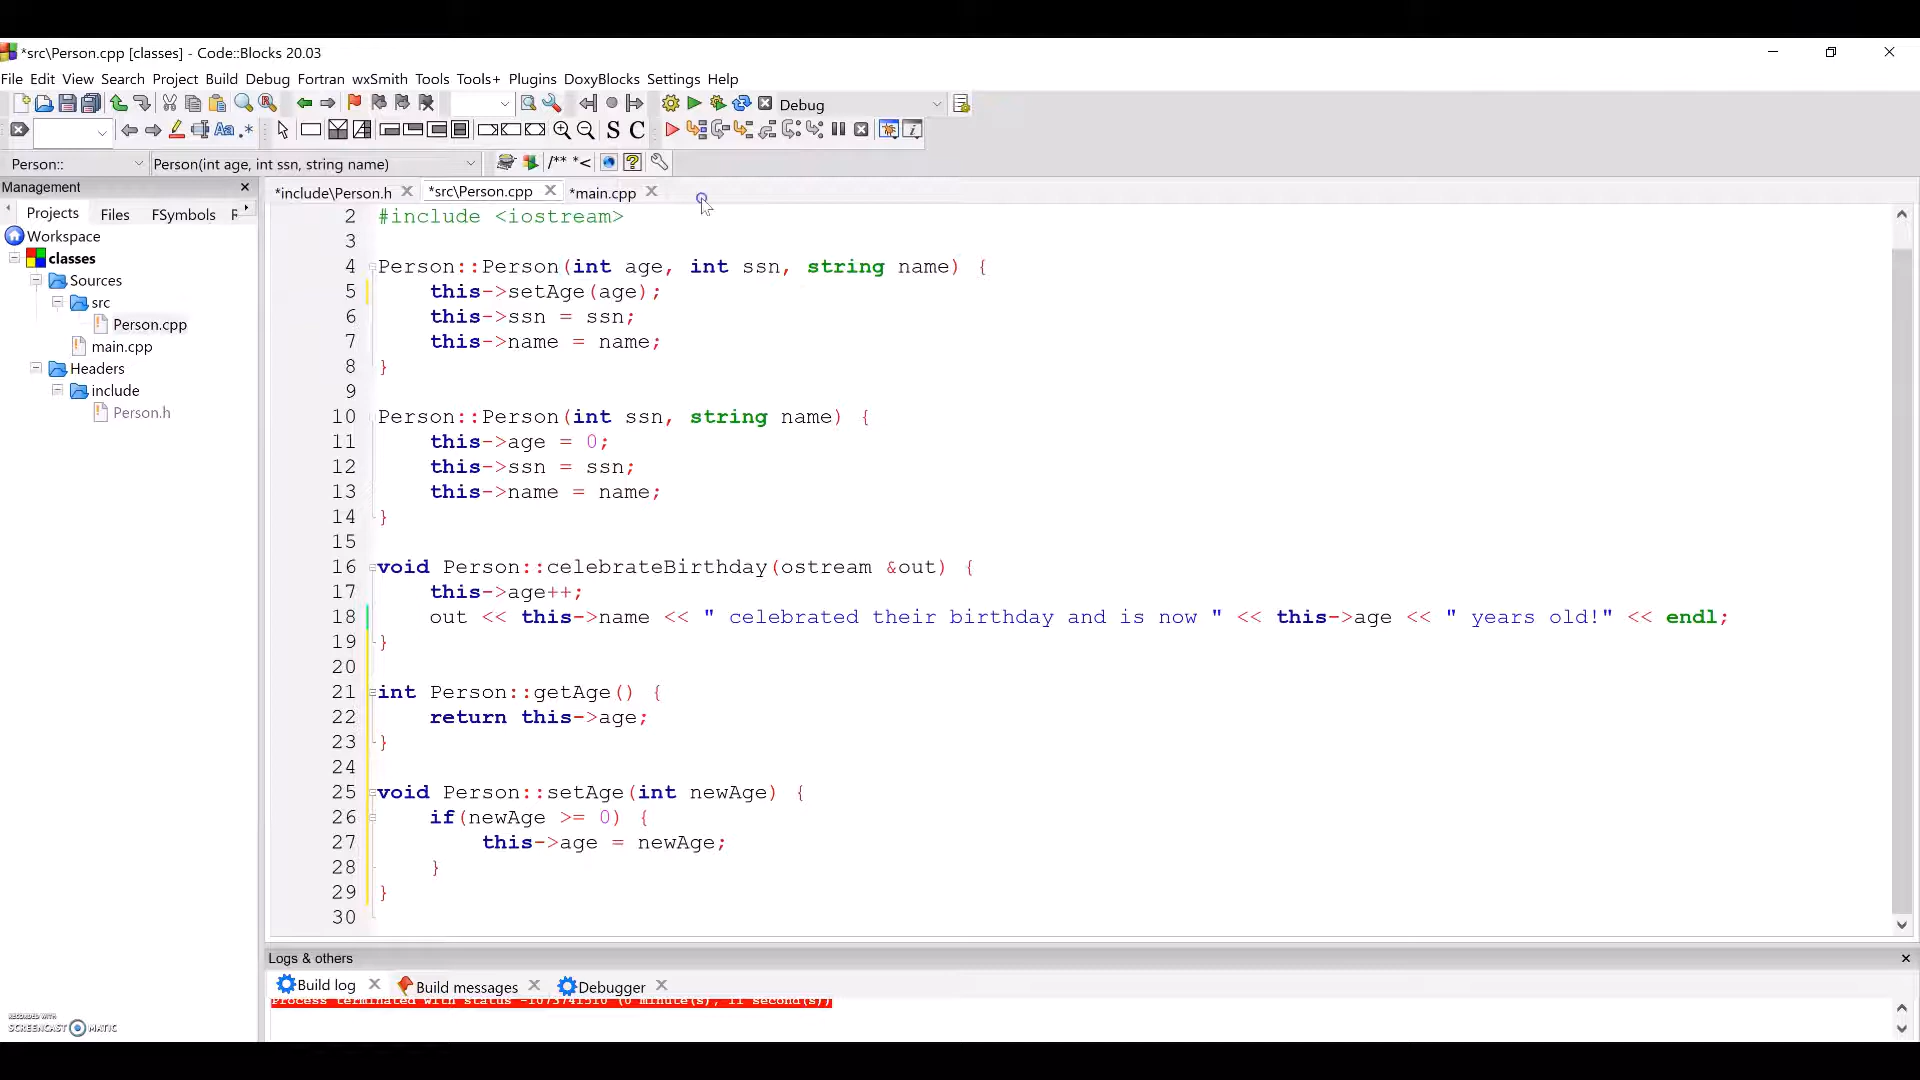 *src\Person.cpp [classes] - Code::Blocks 20.03
File Edit View Search Project Build Debug Fortran wxSmith Tools Tools+ Plugins DoxyBlocks Settings Help
Debug
Aa .* S C
Person:: Person(int age, int ssn, string name) /** *<
Management
*include\Person.h *src\Person.cpp *main.cpp
Projects Files FSymbols
Workspace
classes
Sources
src
Person.cpp
main.cpp
Headers
include
Person.h
2 #include <iostream>
3
4 Person::Person(int age, int ssn, string name) {
5 this->setAge(age);
6 this->ssn = ssn;
7 this->name = name;
8 }
9
10 Person::Person(int ssn, string name) {
11 this->age = 0;
12 this->ssn = ssn;
13 this->name = name;
14 }
15
16 void Person::celebrateBirthday(ostream &out) {
17 this->age++;
18 out << this->name << " celebrated their birthday and is now " << this->age << " years old!" << endl;
19 }
20
21 int Person::getAge() {
22 return this->age;
23 }
24
25 void Person::setAge(int newAge) {
26 if(newAge >= 0) {
27 this->age = newAge;
28 }
29 }
30
Logs & others
Build log Build messages Debugger
Process terminated with status -1073741510 (0 minute(s), 11 second(s))
RECORDED WITH
SCREENCAST MATIC